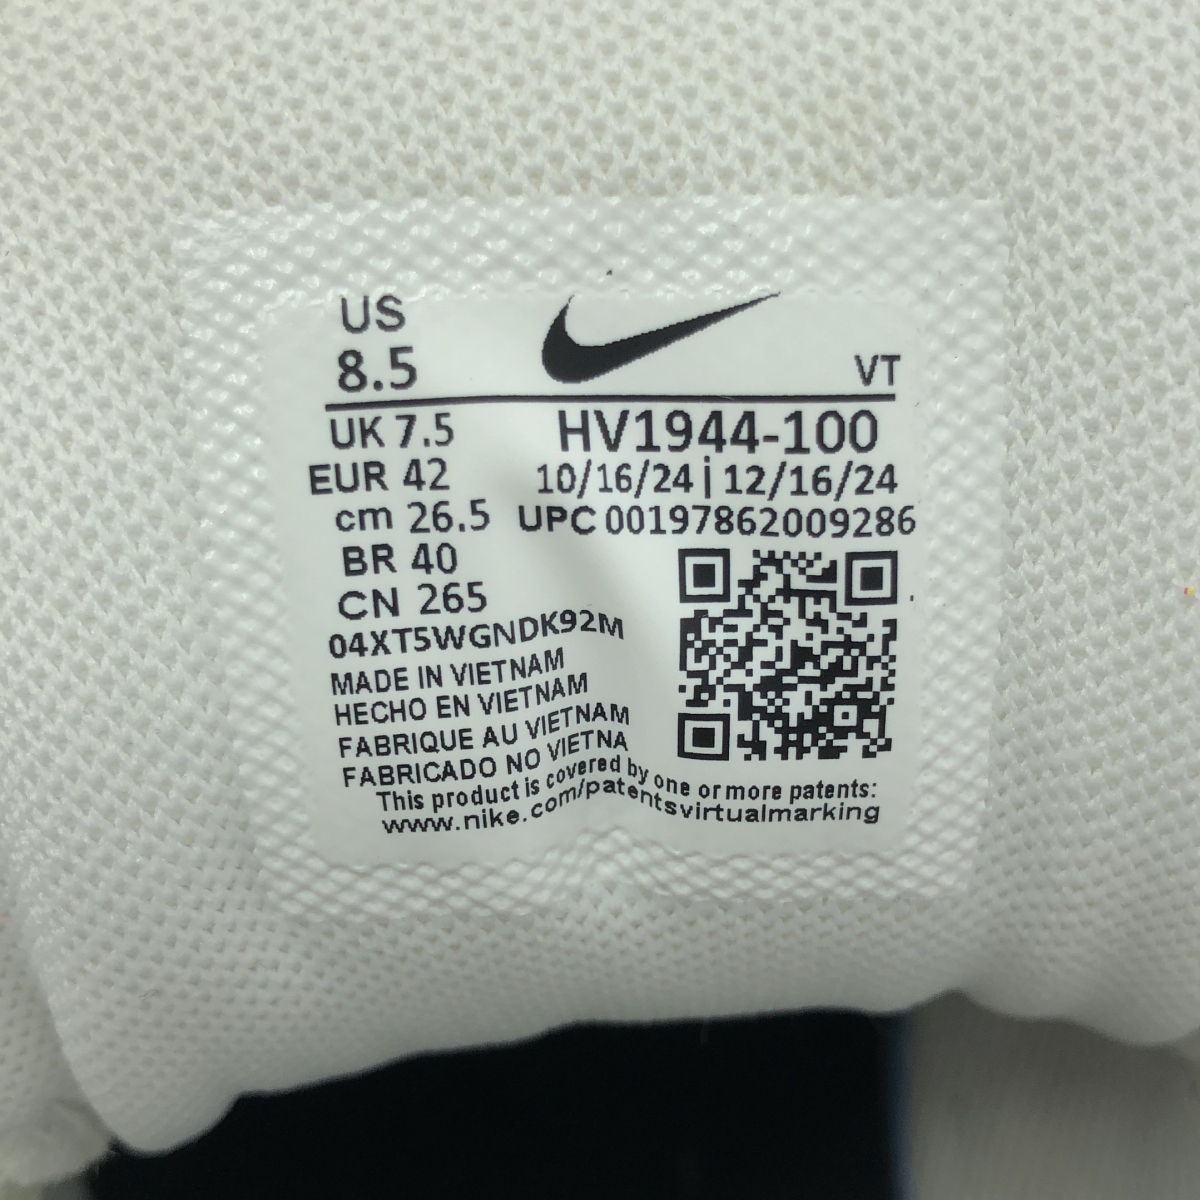 US
8.5
VT
UK 7.5
HV1944-100
EUR 42
10/16/24 | 12/16/24
cm 26.5
UPC 00197862009286
BR 40
CN 265
04XT5WGNDK92M
MADE IN VIETNAM
HECHO EN VIETNAM
FABRIQUE AU VIETNAM
FABRICADO NO VIETNA
This product is covered by one or more patents:
www.nike.com/patentsvirtualmarking